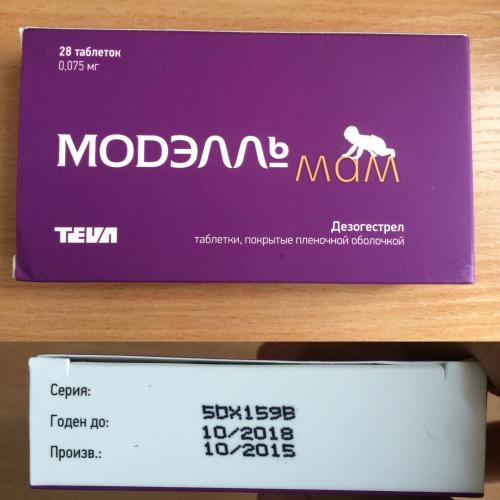 28 таблеток
0,075 мг
МОДЭЛЛЬ
мам
TEVA
Дезогестрел
таблетки, покрытые пленочной оболочкой
Серия:
5DX159B
Годен до:
10/2018
Произв.:
10/2015